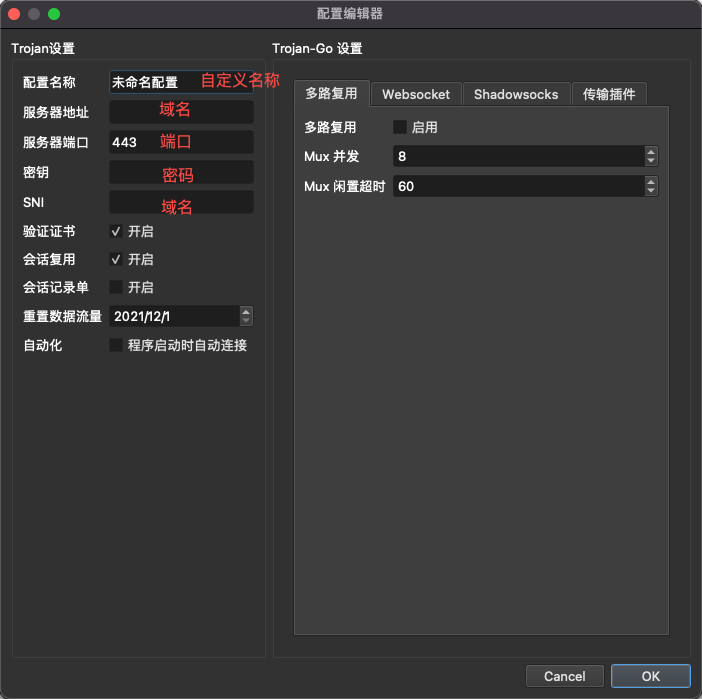 配置编辑器
Trojan设置
配置名称 未命名配置 自定义名称
服务器地址 域名
服务器端口 443 端口
密钥 密码
SNI 域名
验证证书 ✓ 开启
会话复用 ✓ 开启
会话记录单 开启
重置数据流量 2021/12/1
自动化 程序启动时自动连接
Trojan-Go 设置
多路复用 Websocket Shadowsocks 传输插件
多路复用 启用
Mux 并发 8
Mux 闲置超时 60
Cancel OK